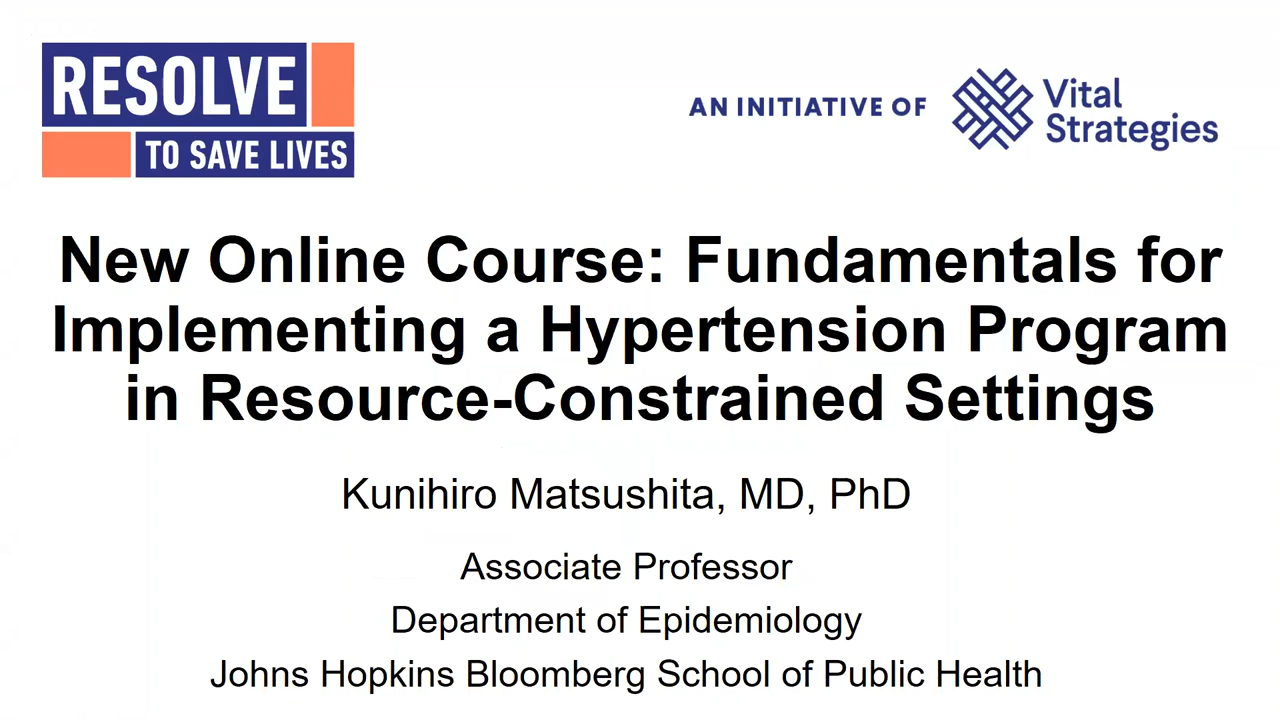 RESOLVE
TO SAVE LIVES
AN INITIATIVE OF
Vital
Strategies
New Online Course: Fundamentals for
Implementing a Hypertension Program
in Resource-Constrained Settings
Kunihiro Matsushita, MD, PhD
Associate Professor
Department of Epidemiology
Johns Hopkins Bloomberg School of Public Health